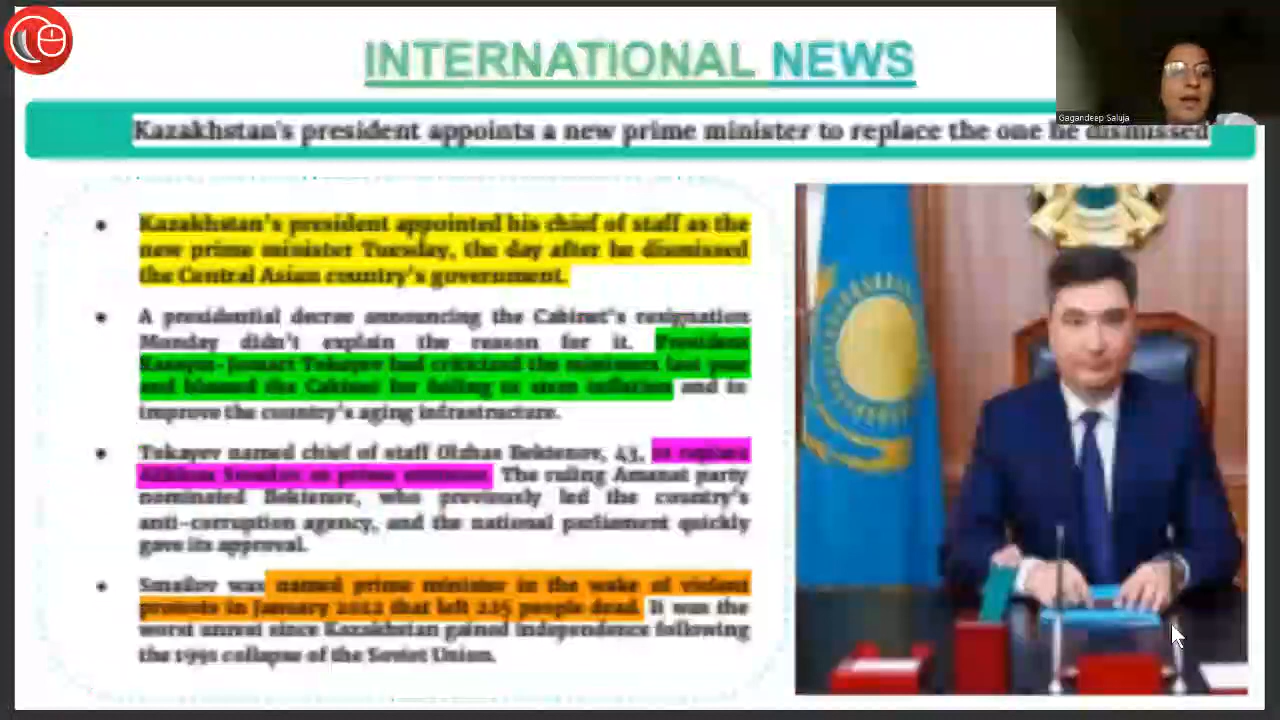 INTERNATIONAL NEWS
Gagandeep Saluja
Kazakhstan's president appoints a new prime minister to replace the one he dismissed
• Kazakhstan's president appointed his chief of staff as the
new prime minister Tuesday, the day after he dismissed
the Central Asian country's government.
• A presidential decree announcing the Cabinet's resignation
Monday didn't explain the reason for it. President
Kassym-Jomart Tokayev had criticized the ministers last year
and blamed the Cabinet for failing to stem inflation and to
improve the country's aging infrastructure.
• Tokayev named chief of staff Olzhas Bektenov, 43, to replace
Alikhan Smailov as prime minister. The ruling Amanat party
nominated Bektenov, who previously led the country's
anti-corruption agency, and the national parliament quickly
gave its approval.
• Smailov was named prime minister in the wake of violent
protests in January 2022 that left 225 people dead. It was the
worst unrest since Kazakhstan gained independence following
the 1991 collapse of the Soviet Union.